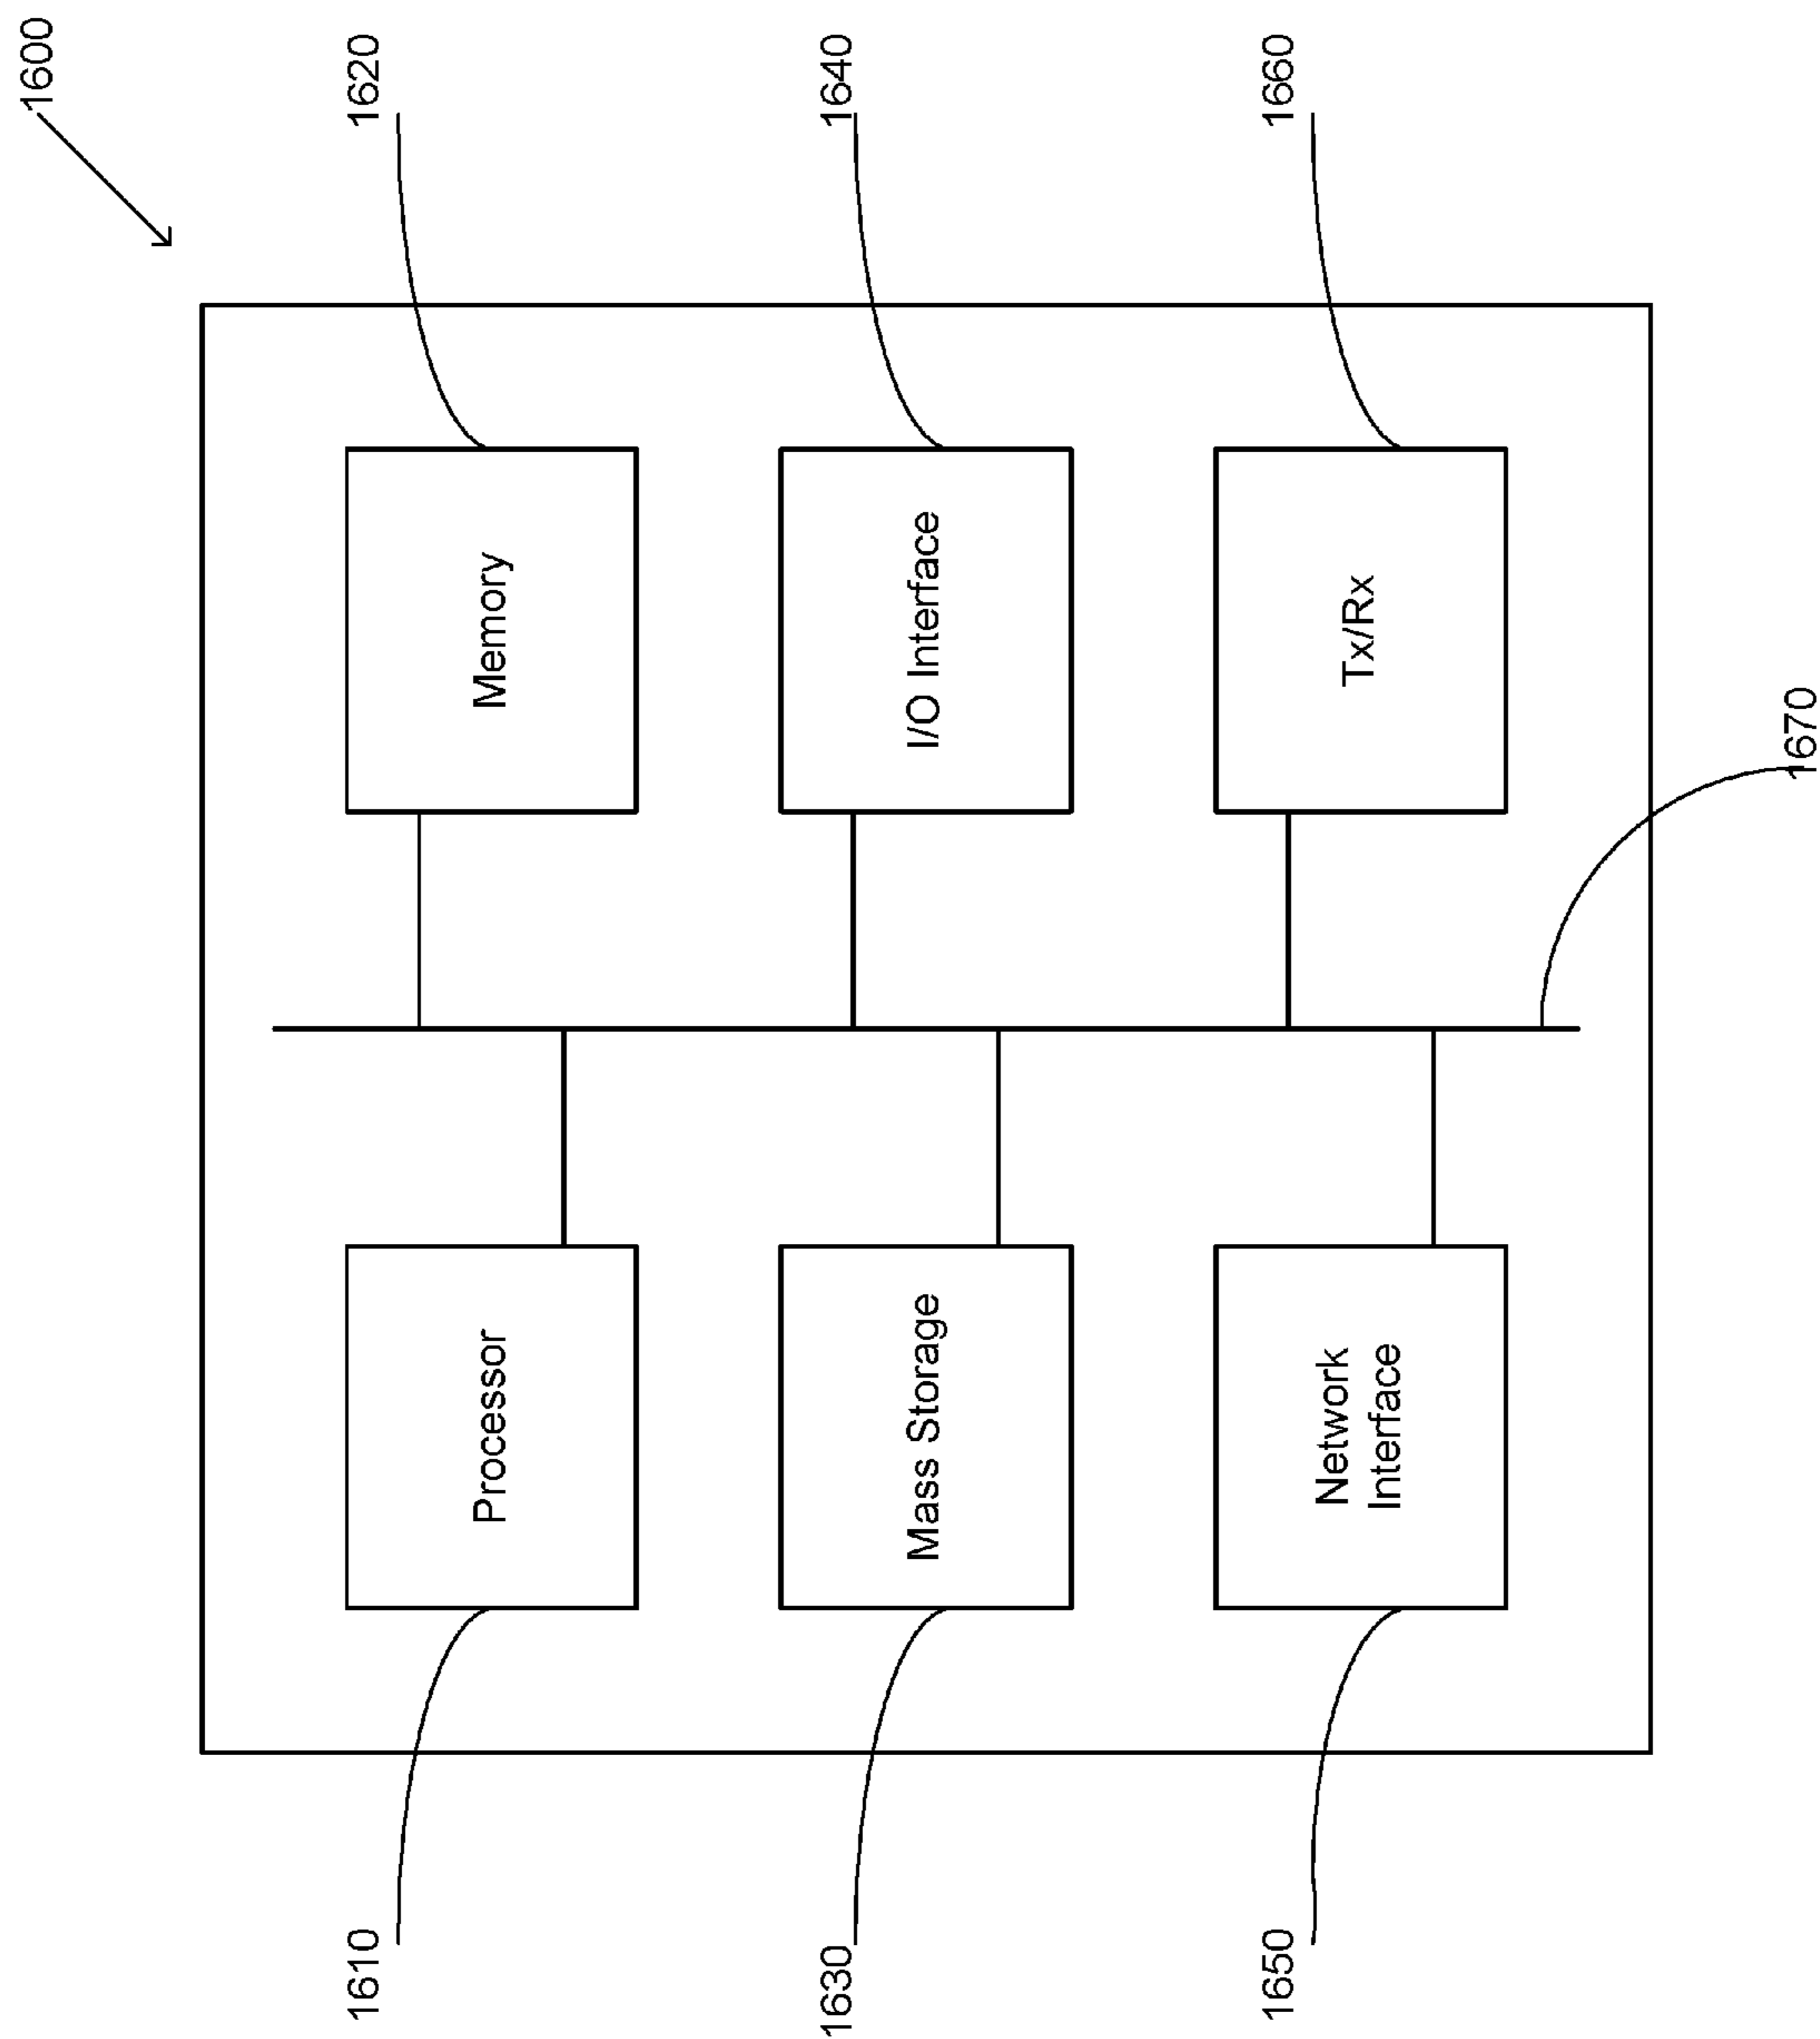 1600
1610
Processor
Memory
1620
1630
Mass Storage
I/O Interface
1640
1650
Network
Interface
Tx/Rx
1660
1670